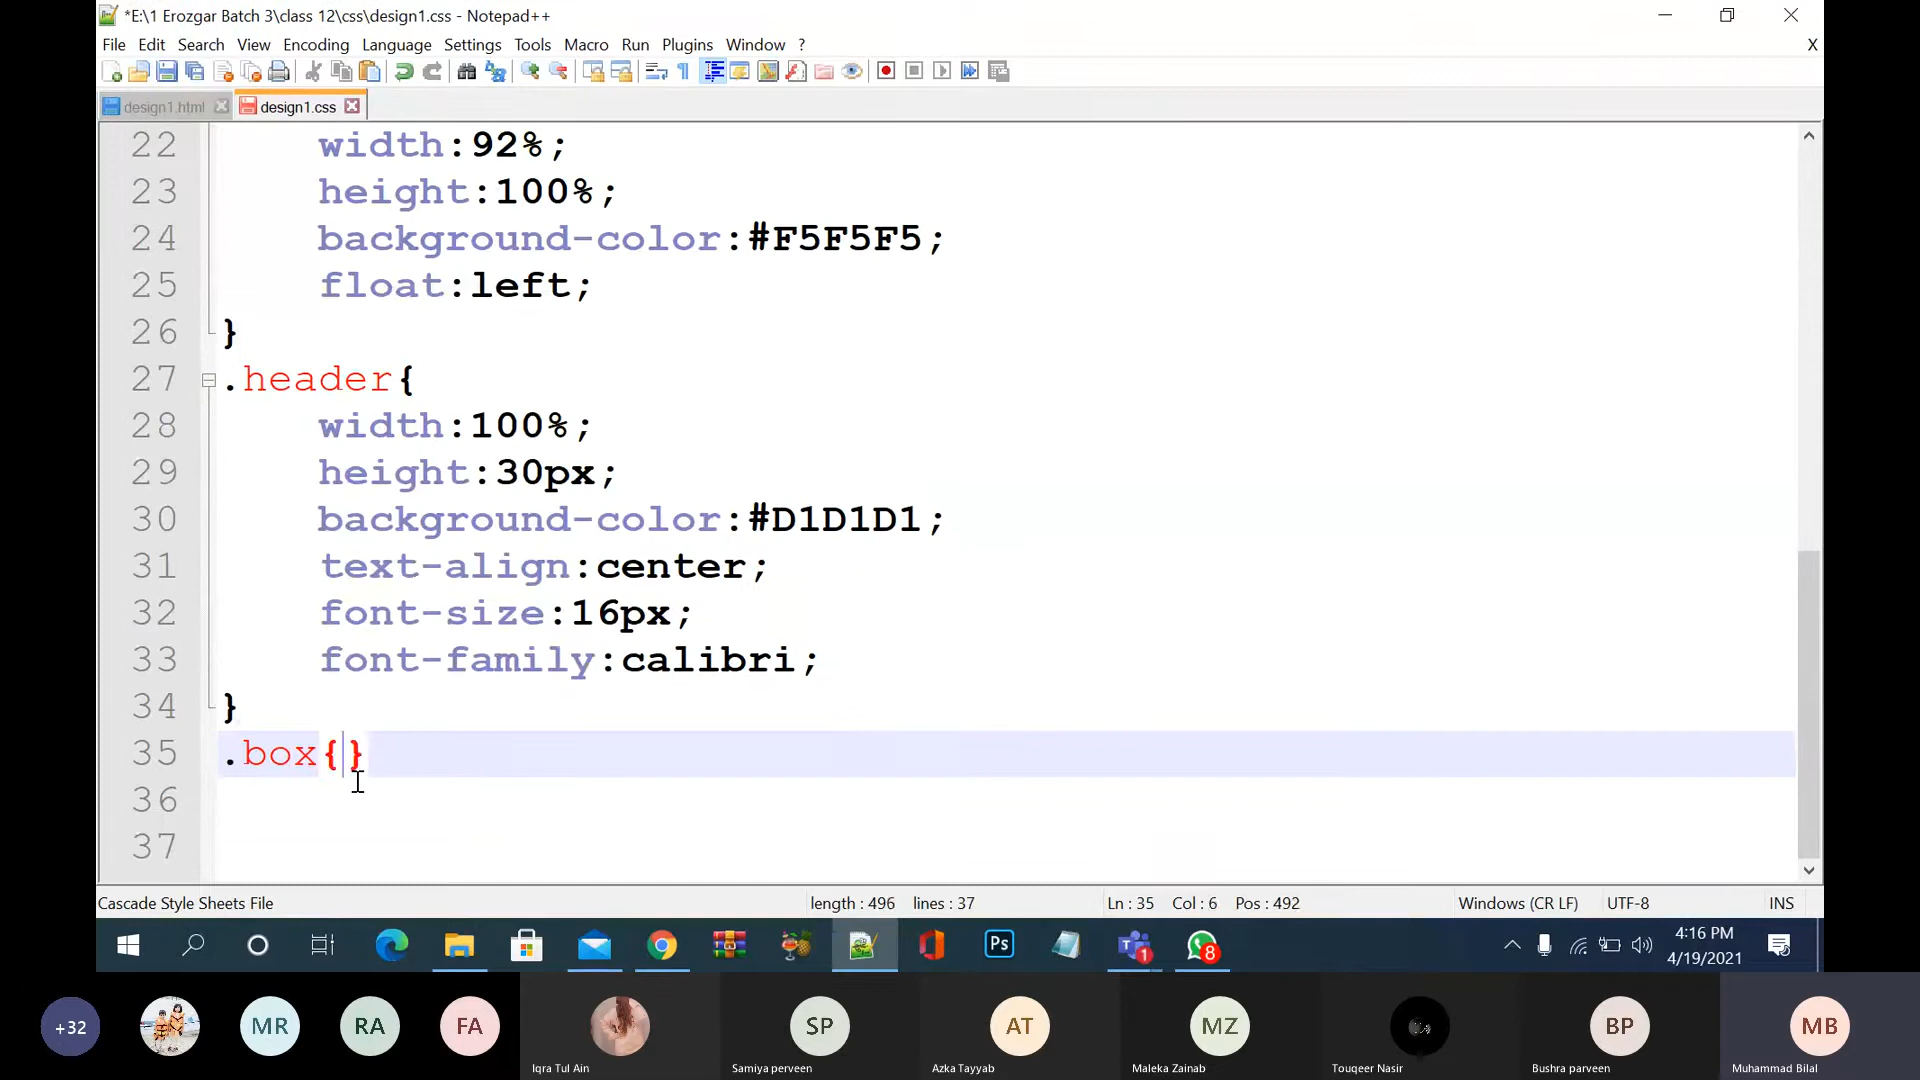 *E:\1 Erozgar Batch 3\class 12\css\design1.css - Notepad++
File Edit Search View Encoding Language Settings Tools Macro Run Plugins Window ?
X
design1.html design1.css
22 width:92%;
23 height:100%;
24 background-color:#F5F5F5;
25 float:left;
26 }
27 .header{
28 width:100%;
29 height:30px;
30 background-color:#D1D1D1;
31 text-align:center;
32 font-size:16px;
33 font-family:calibri;
34 }
35 .box{}
36
37
Cascade Style Sheets File length : 496 lines : 37 Ln : 35 Col : 6 Pos : 492 Windows (CR LF) UTF-8 INS
Ps 1 8
4:16 PM
4/19/2021
+32 MR RA FA SP AT MZ BP MB
Iqra Tul Ain Samiya perveen Azka Tayyab Maleka Zainab Touqeer Nasir Bushra parveen Muhammad Bilal